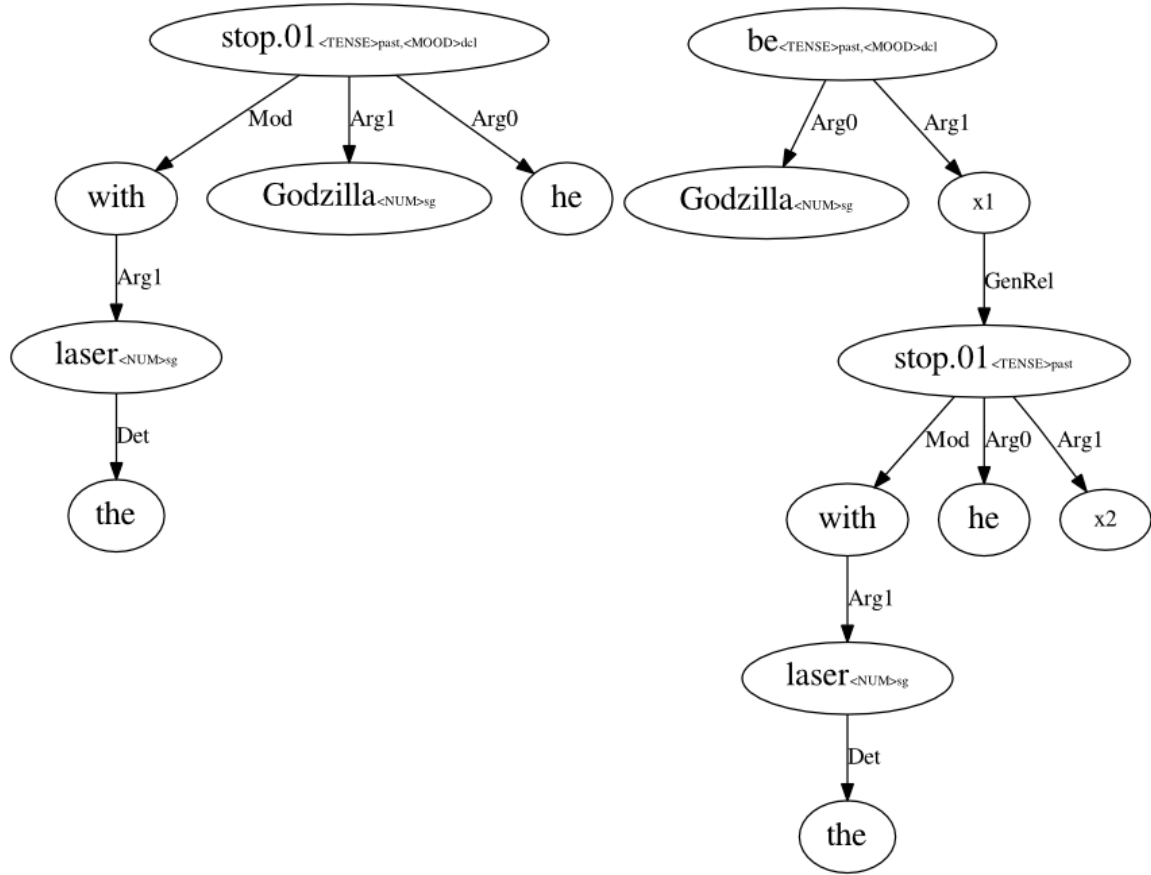 stop.01<TENSE>past,<MOOD>dcl
be<TENSE>past,<MOOD>dcl
Mod
Arg1
Arg0
Arg0
Arg1
with
Godzilla<NUM>sg
he
Godzilla<NUM>sg
x1
Arg1
GenRel
laser<NUM>sg
stop.01<TENSE>past
Det
Mod
Arg0
Arg1
the
with
he
x2
Arg1
laser<NUM>sg
Det
the